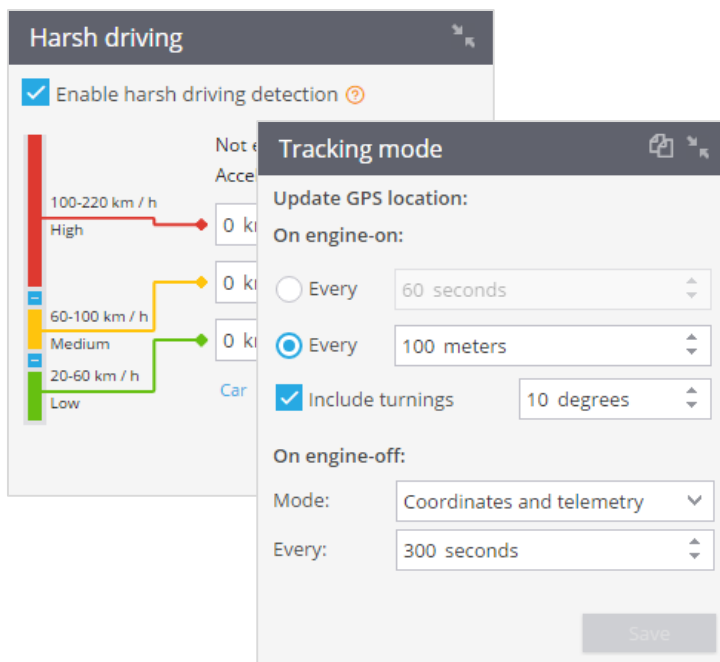 Harsh driving
Enable harsh driving detection ?
Not
Acce
100-220 km / h
High
0 k
60-100 km / h
Medium
0 k
20-60 km / h
Low
0 k
Car
Tracking mode
Update GPS location:
On engine-on:
Every 60 seconds
Every 100 meters
Include turnings 10 degrees
On engine-off:
Mode: Coordinates and telemetry
Every: 300 seconds
Save